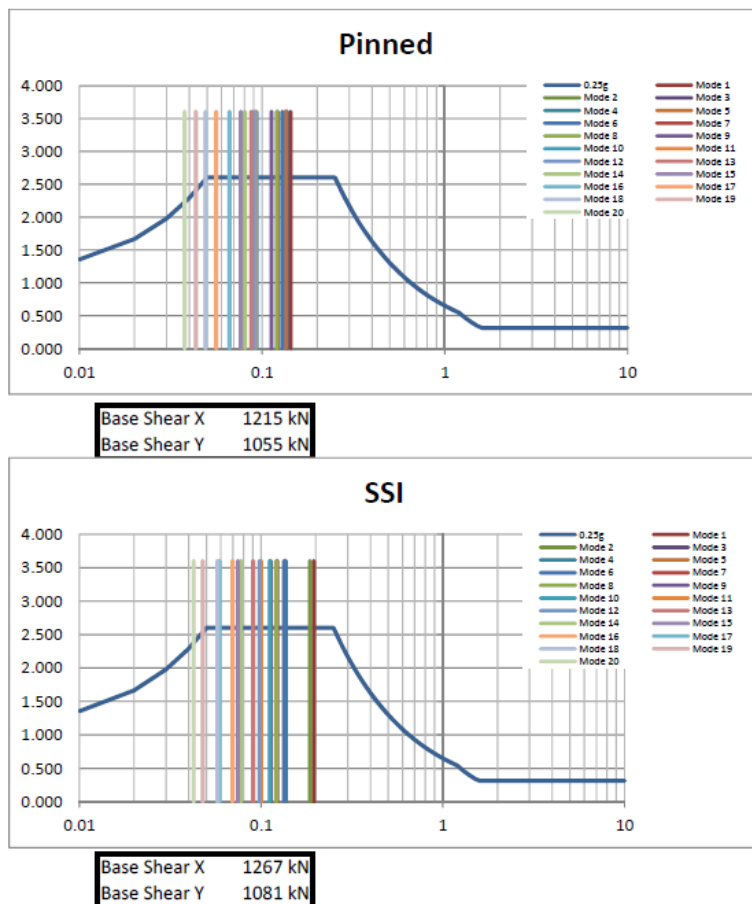 Pinned
4.000
3.500
3.000
2.500
2.000
1.500
1.000
0.500
0.000
0.01 0.1 1 10
0.25g Mode 1
Mode 2 Mode 3
Mode 4 Mode 5
Mode 6 Mode 7
Mode 8 Mode 9
Mode 10 Mode 11
Mode 12 Mode 13
Mode 14 Mode 15
Mode 16 Mode 17
Mode 18 Mode 19
Mode 20
Base Shear X 1215 kN
Base Shear Y 1055 kN
SSI
4.000
3.500
3.000
2.500
2.000
1.500
1.000
0.500
0.000
0.01 0.1 1 10
0.25g Mode 1
Mode 2 Mode 3
Mode 4 Mode 5
Mode 6 Mode 7
Mode 8 Mode 9
Mode 10 Mode 11
Mode 12 Mode 13
Mode 14 Mode 15
Mode 16 Mode 17
Mode 18 Mode 19
Mode 20
Base Shear X 1267 kN
Base Shear Y 1081 kN